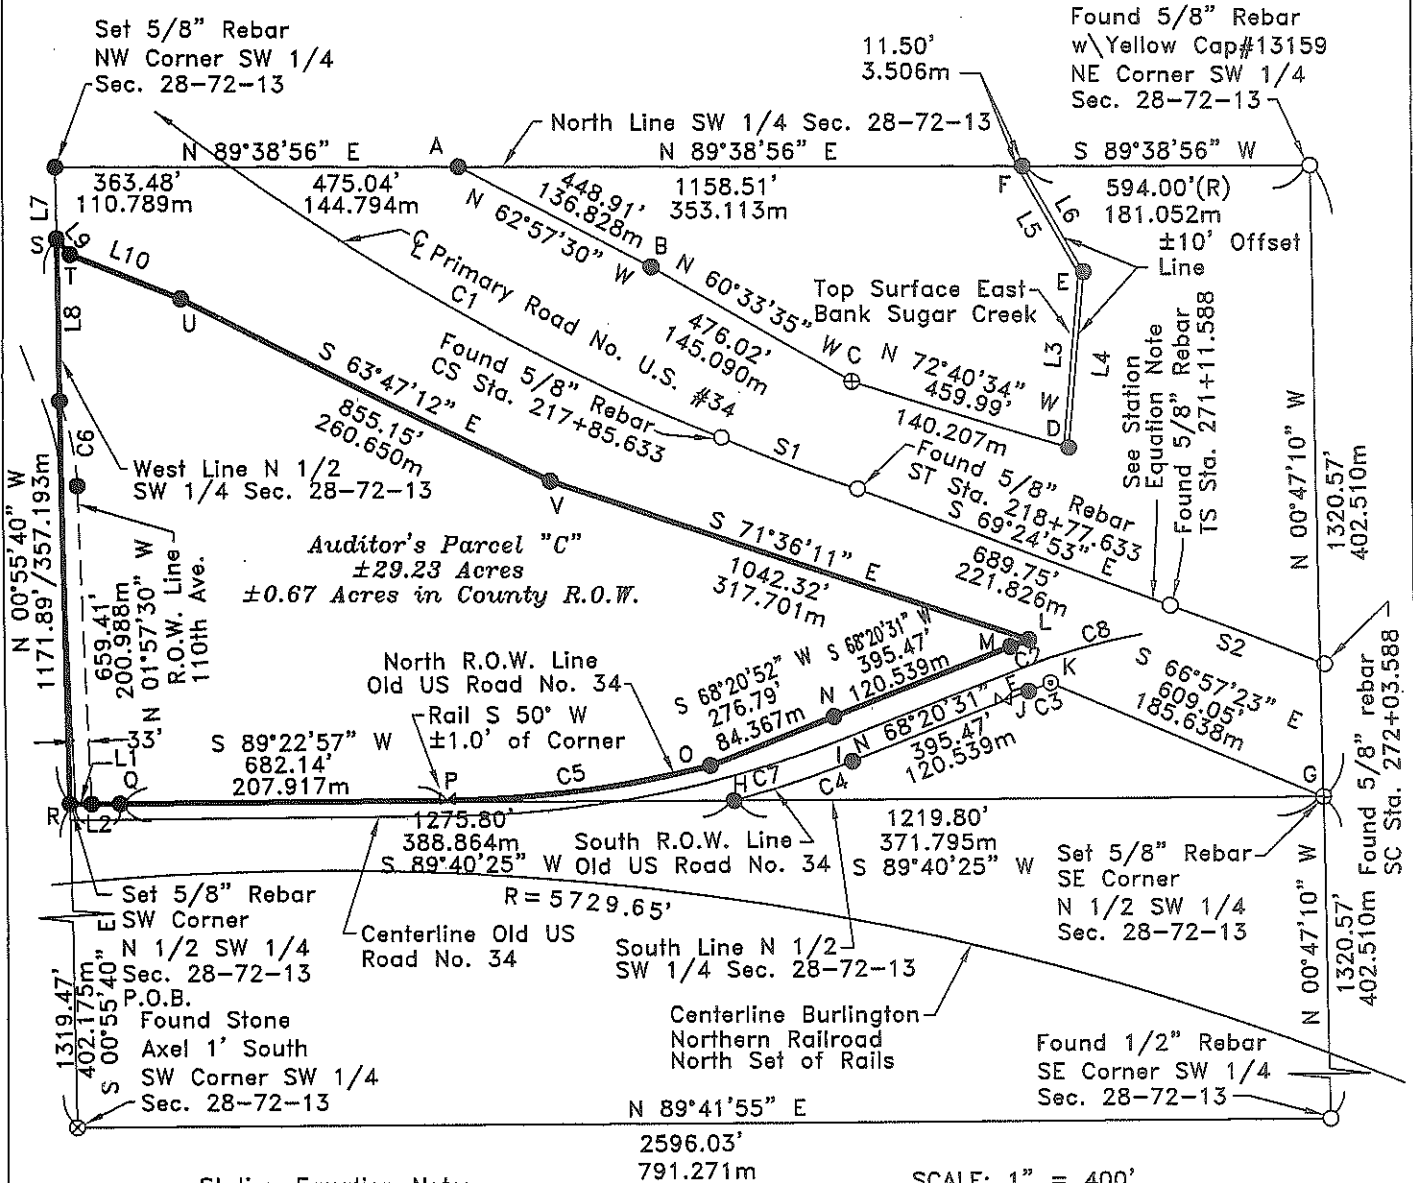 Set 5/8" Rebar
NW Corner SW 1/4
Sec. 28-72-13
11.50'
3.506m
Found 5/8" Rebar
w\Yellow Cap#13159
NE Corner SW 1/4
Sec. 28-72-13
North Line SW 1/4 Sec. 28-72-13
N 89°38'56" E
A
N 89°38'56" E
S 89°38'56" W
363.48'
110.789m
475.04'
144.794m
448.91'
136.828m
N 62°57'30" W
1158.51'
353.113m
F
594.00'(R)
181.052m
L7
S
L9
T
L10
L8
U
L5
L6
±10' Offset
Line
E
B
N 60°33'35" W
476.02'
145.090m
Top Surface East
Bank Sugar Creek
L3
L4
C
N 72°40'34" W
459.99'
140.207m
D
℄ Primary Road No. U.S. #34
C1
Found 5/8" Rebar
CS Sta. 217+85.633
S1
Found 5/8" Rebar
ST Sta. 218+77.633
S 69°24'53" E
689.75'
221.826m
See Station
Equation Note
Found 5/8" Rebar
TS Sta. 271+11.588
N 00°47'10" W
1320.57'
402.510m
S2
S 63°47'12" E
855.15'
260.650m
V
C6
West Line N 1/2
SW 1/4 Sec. 28-72-13
N 00°55'40" W
1171.89'/357.193m
659.41'
200.988m
N 01°57'30" W
R.O.W. Line
110th Ave.
33'
Auditor's Parcel "C"
±29.23 Acres
±0.67 Acres in County R.O.W.
S 71°36'11" E
1042.32'
317.701m
L
M
C2
C8
North R.O.W. Line
Old US Road No. 34
S 68°20'52" W
276.79'
84.367m
S 68°20'31" W
395.47'
120.539m
N
O
K
J
C3
S 66°57'23" E
609.05'
185.638m
N 68°20'31" E
395.47'
120.539m
I
C4
H
C7
G
Rail S 50° W
±1.0' of Corner
S 89°22'57" W
682.14'
207.917m
P
C5
L1
Q
R
L2
1275.80'
388.864m
S 89°40'25" W
South R.O.W. Line
Old US Road No. 34
1219.80'
371.795m
S 89°40'25" W
Set 5/8" Rebar
SE Corner
N 1/2 SW 1/4
Sec. 28-72-13
Found 5/8" rebar
SC Sta. 272+03.588
R=5729.65'
Set 5/8" Rebar
SW Corner
N 1/2 SW 1/4
Sec. 28-72-13
P.O.B.
Centerline Old US
Road No. 34
South Line N 1/2
SW 1/4 Sec. 28-72-13
1319.47'
402.175m
S 00°55'40" E
N 00°47'10" W
1320.57'
402.510m
Found Stone
Axel 1' South
SW Corner SW 1/4
Sec. 28-72-13
Centerline Burlington
Northern Railroad
North Set of Rails
Found 1/2" Rebar
SE Corner SW 1/4
Sec. 28-72-13
N 89°41'55" E
2596.03'
791.271m
SCALE: 1" = 400'